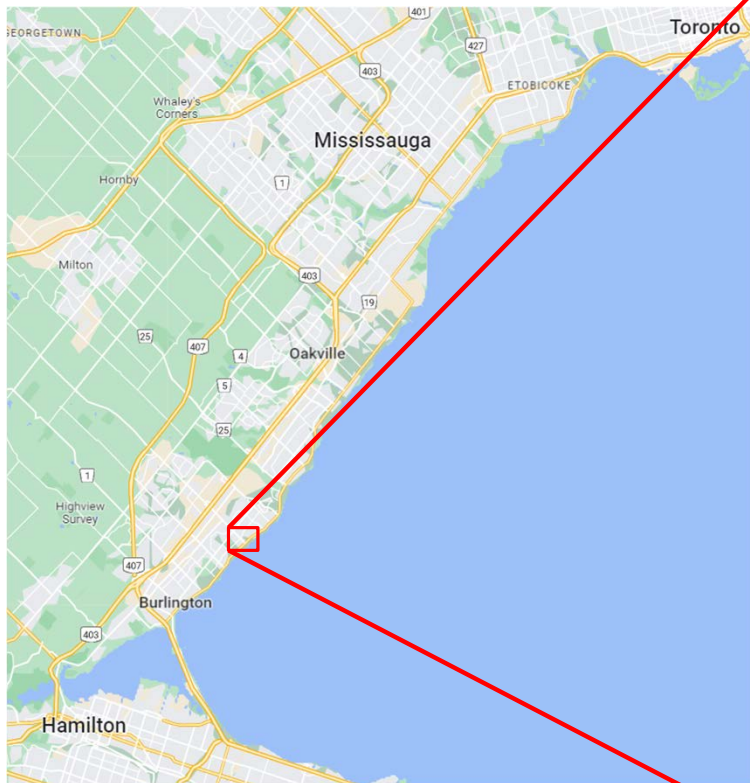 401
Toronto
GEORGETOWN
427
403
ETOBICOKE
Whaley's
Corners
Mississauga
Hornby
1
Milton
403
19
25
407
4
Oakville
5
25
1
Highview
Survey
407
Burlington
403
Hamilton